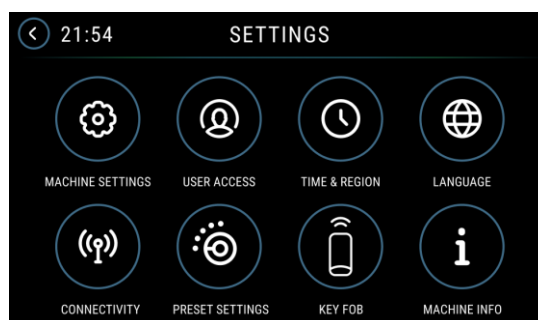 21:54 SETTINGS
MACHINE SETTINGS USER ACCESS TIME & REGION LANGUAGE
CONNECTIVITY PRESET SETTINGS KEY FOB MACHINE INFO